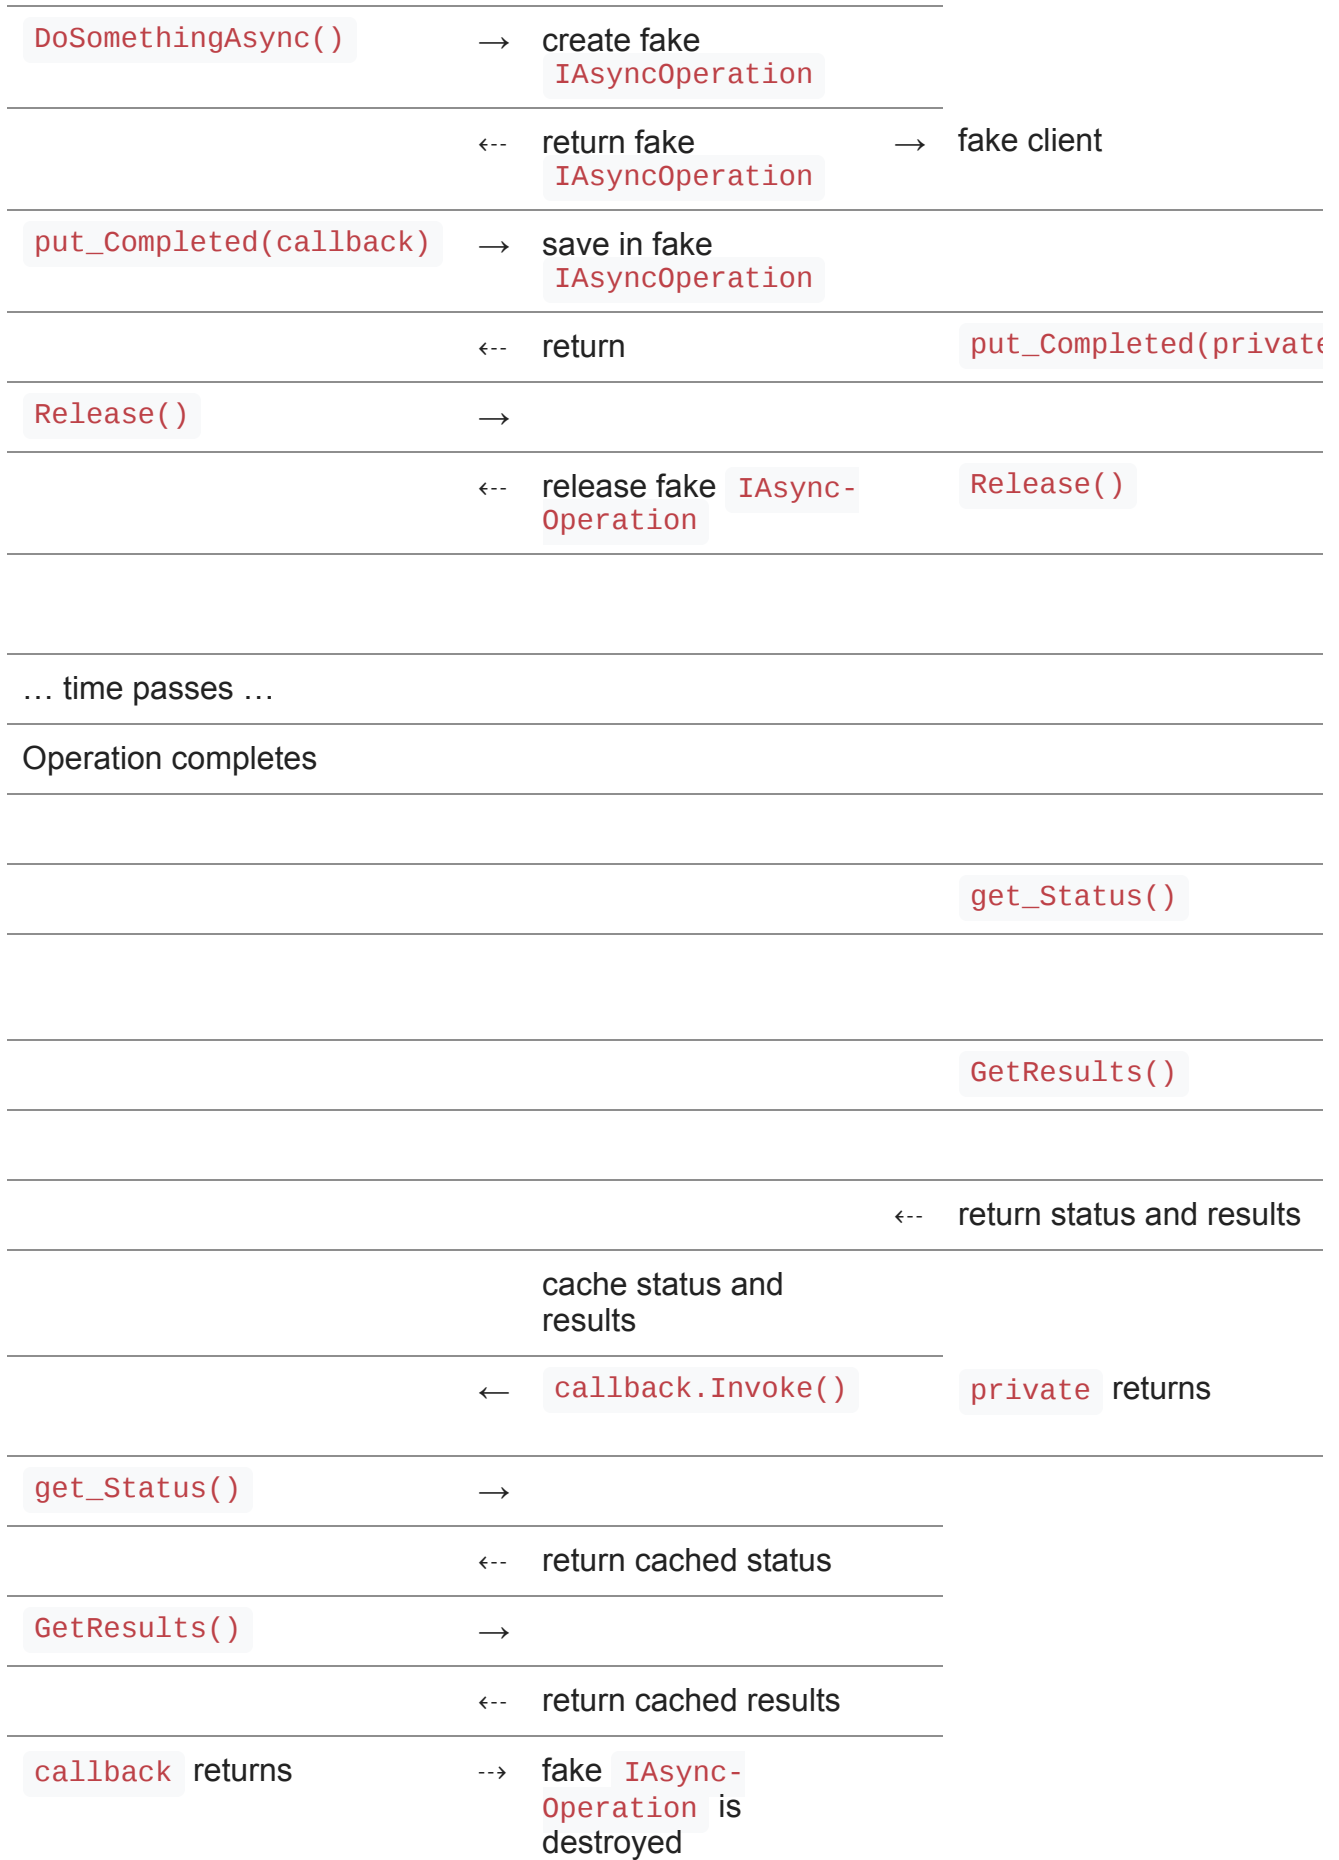 DoSomethingAsync() → create fake
IAsyncOperation
⇠ return fake → fake client
IAsyncOperation
put_Completed(callback) → save in fake
IAsyncOperation
⇠ return put_Completed(private
Release() →
⇠ release fake IAsync- Release()
Operation
… time passes …
Operation completes
get_Status()
GetResults()
⇠ return status and results
cache status and
results
← callback.Invoke() private returns
get_Status() →
⇠ return cached status
GetResults() →
⇠ return cached results
callback returns ⇢ fake IAsync-
Operation is
destroyed